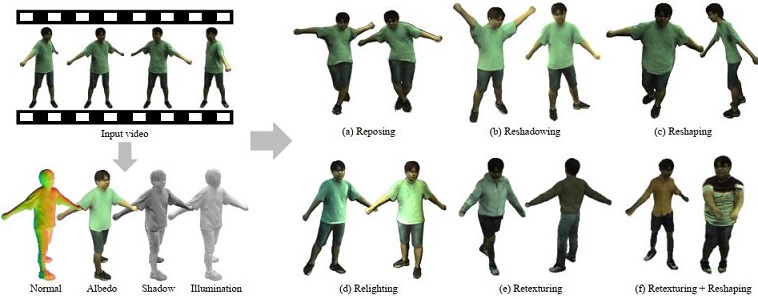 Input video
(a) Reposing
(b) Reshadowing
(c) Reshaping
Normal
Albedo
Shadow
Illumination
(d) Relighting
(e) Retexturing
(f) Retexturing + Reshaping